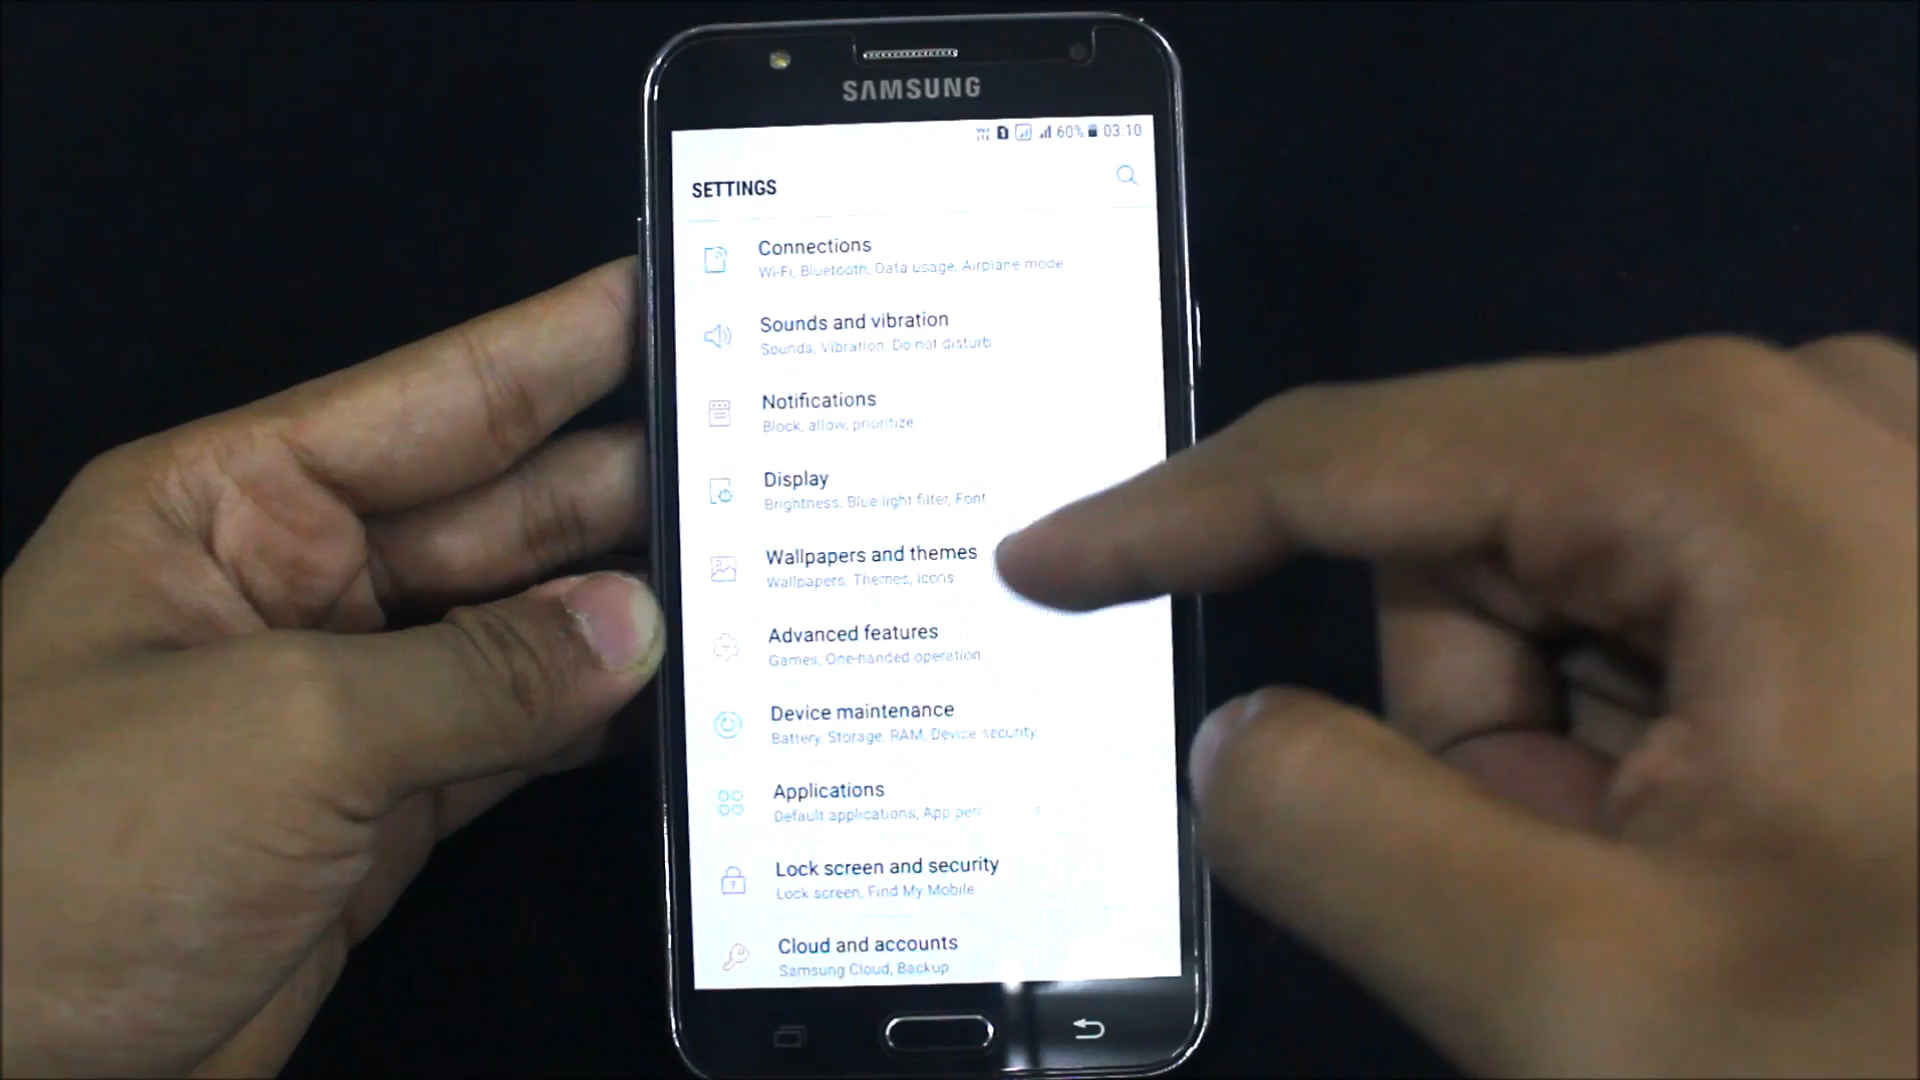 SAMSUNG
60% 03:10
SETTINGS
Connections
Wi-Fi, Bluetooth, Data usage, Airplane mode
Sounds and vibration
Sounds, Vibration, Do not disturb
Notifications
Block, allow, prioritize
Display
Brightness, Blue light filter, Font
Wallpapers and themes
Wallpapers, Themes, Icons
Advanced features
Games, One-handed operation
Device maintenance
Battery, Storage, RAM, Device security
Applications
Default applications, App
Lock screen and security
Lock screen, Find My Mobile
Cloud and accounts
Samsung Cloud, Backup